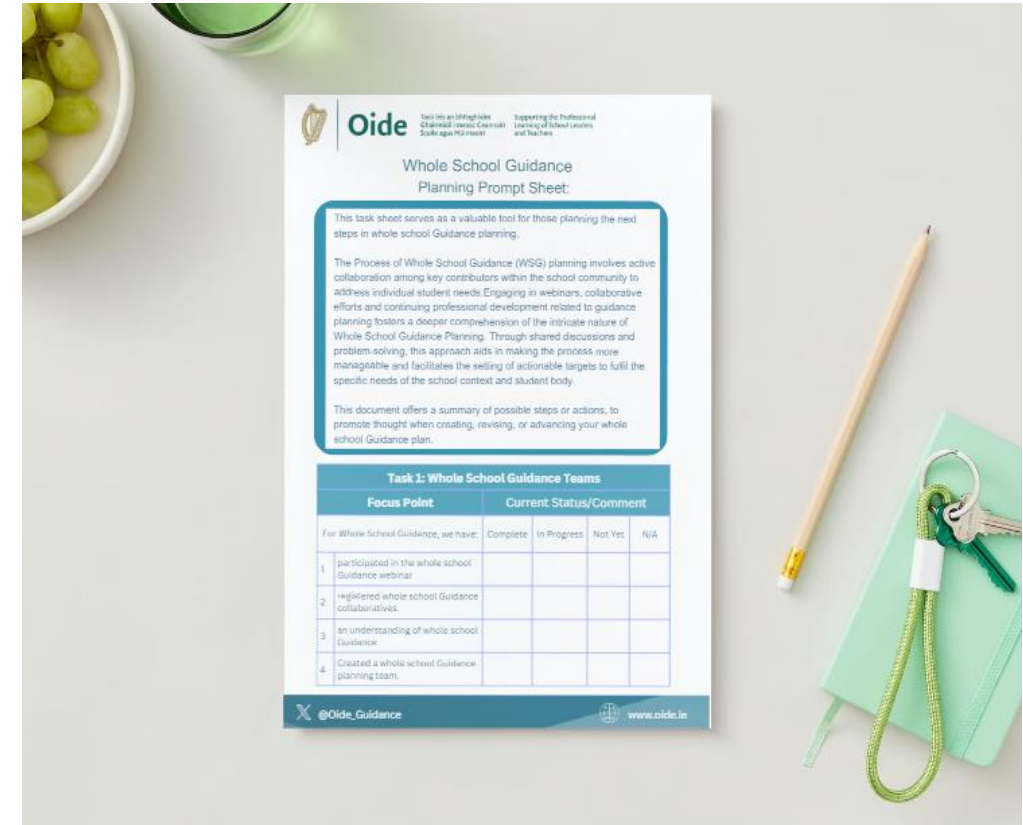 Oide
Tacú leis an bhFoghlaim
Ghairmiúil i measc Ceannairí
Scoile agus Múinteoirí
Supporting the Professional
Learning of School Leaders
and Teachers
Whole School Guidance
Planning Prompt Sheet:
This task sheet serves as a valuable tool for those planning the next
steps in whole school Guidance planning.
The Process of Whole School Guidance (WSG) planning involves active
collaboration among key contributors within the school community to
address individual student needs.Engaging in webinars, collaborative
efforts and continuing professional development related to guidance
planning fosters a deeper comprehension of the intricate nature of
Whole School Guidance Planning. Through shared discussions and
problem-solving, this approach aids in making the process more
manageable and facilitates the setting of actionable targets to fulfil the
specific needs of the school context and student body.
This document offers a summary of possible steps or actions, to
promote thought when creating, revising, or advancing your whole
school Guidance plan.
Task 1: Whole School Guidance Teams
Focus Point Current Status/Comment
For Whole School Guidance, we have: Complete In Progress Not Yet N/A
1 participated in the whole school
Guidance webinar
2 registered whole school Guidance
collaboratives.
3 an understanding of whole school
Guidance
4 Created a whole school Guidance
planning team.
@Oide_Guidance www.oide.ie